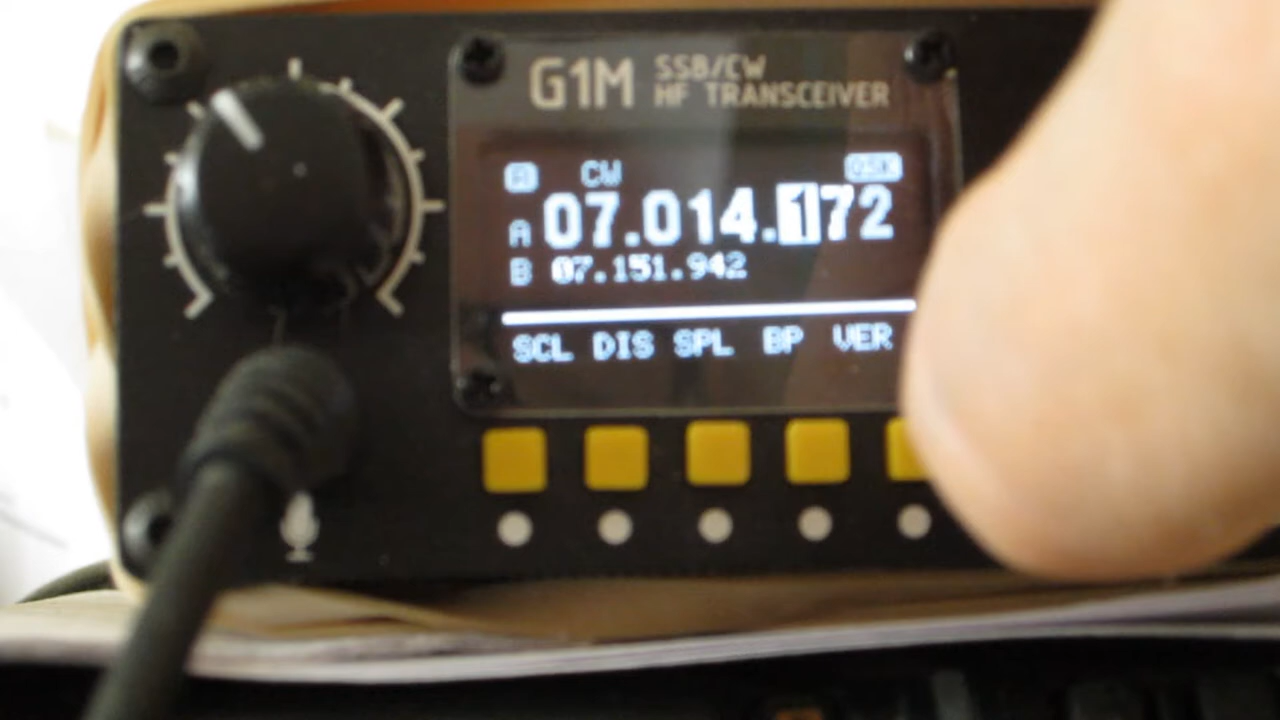 G1M SSB/CW
HF TRANSCEIVER
CW
A 07.014.172
B 07.151.942
SCL DIS SPL BP VER